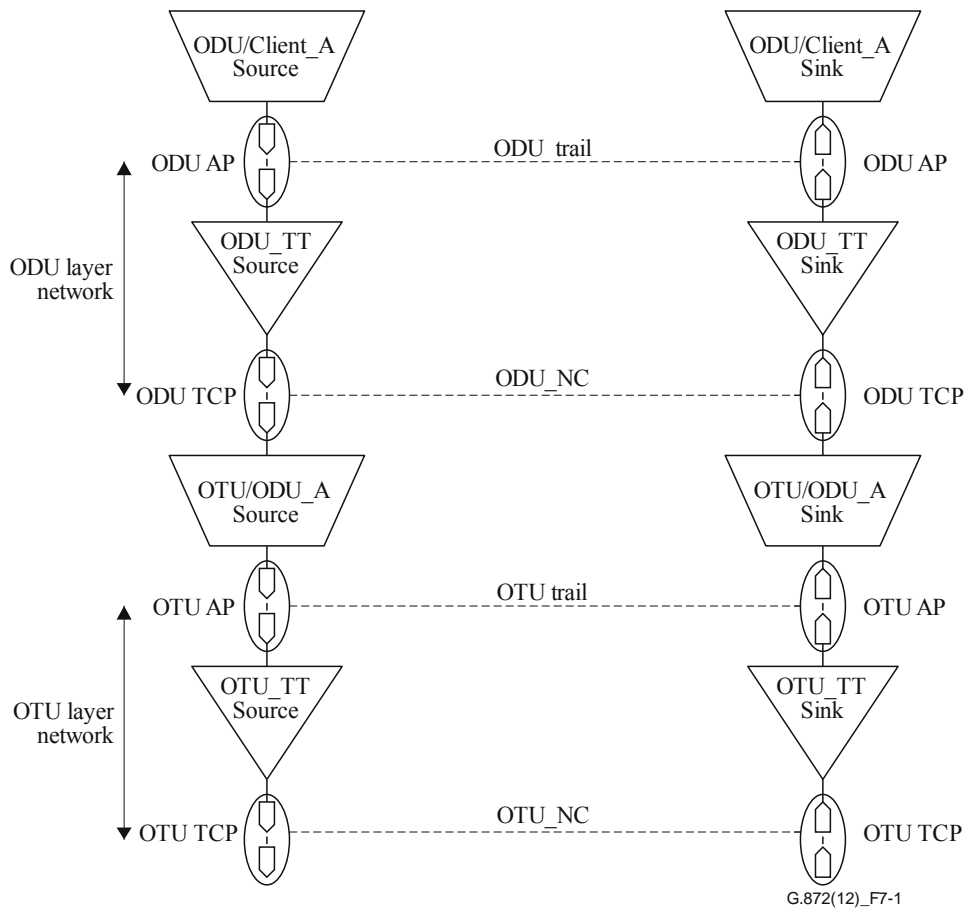 ODU/Client_A
Source
ODU/Client_A
Sink
ODU AP
ODU trail
ODU AP
ODU_TT
Source
ODU_TT
Sink
ODU layer
network
ODU TCP
ODU_NC
ODU TCP
OTU/ODU_A
Source
OTU/ODU_A
Sink
OTU AP
OTU trail
OTU AP
OTU_TT
Source
OTU_TT
Sink
OTU layer
network
OTU TCP
OTU_NC
OTU TCP
G.872(12)_F7-1